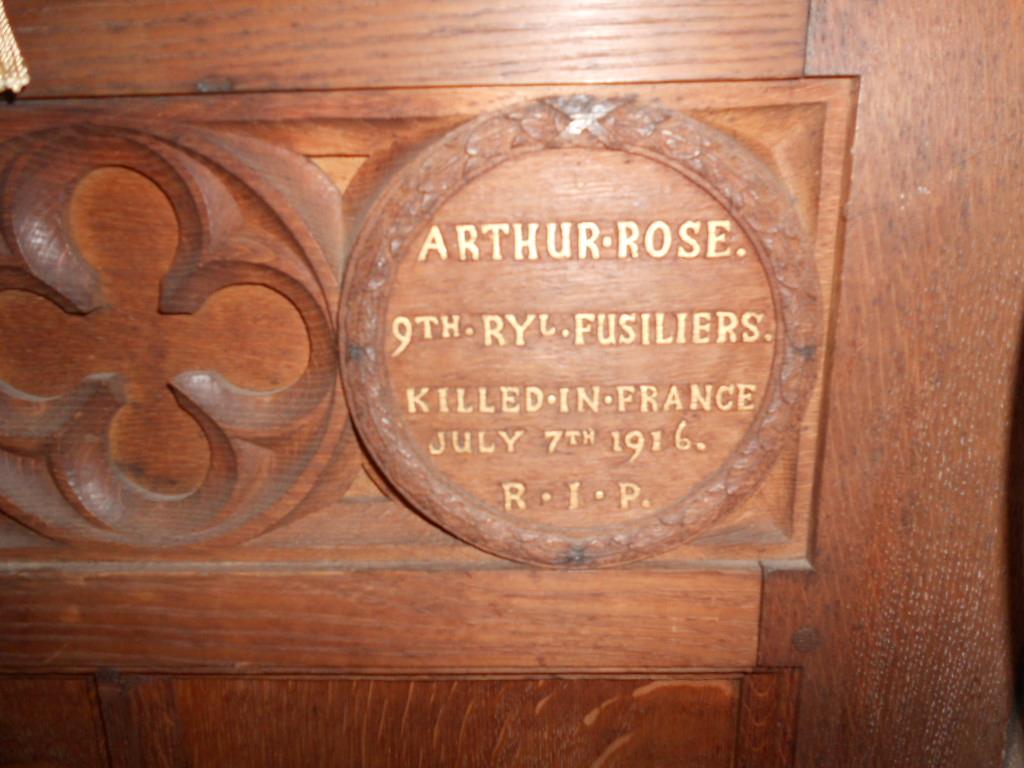 ARTHUR·ROSE.
9TH·RYL.FUSILIERS.
KILLED·IN·FRANCE
JULY 7TH 1916.
R·I·P.